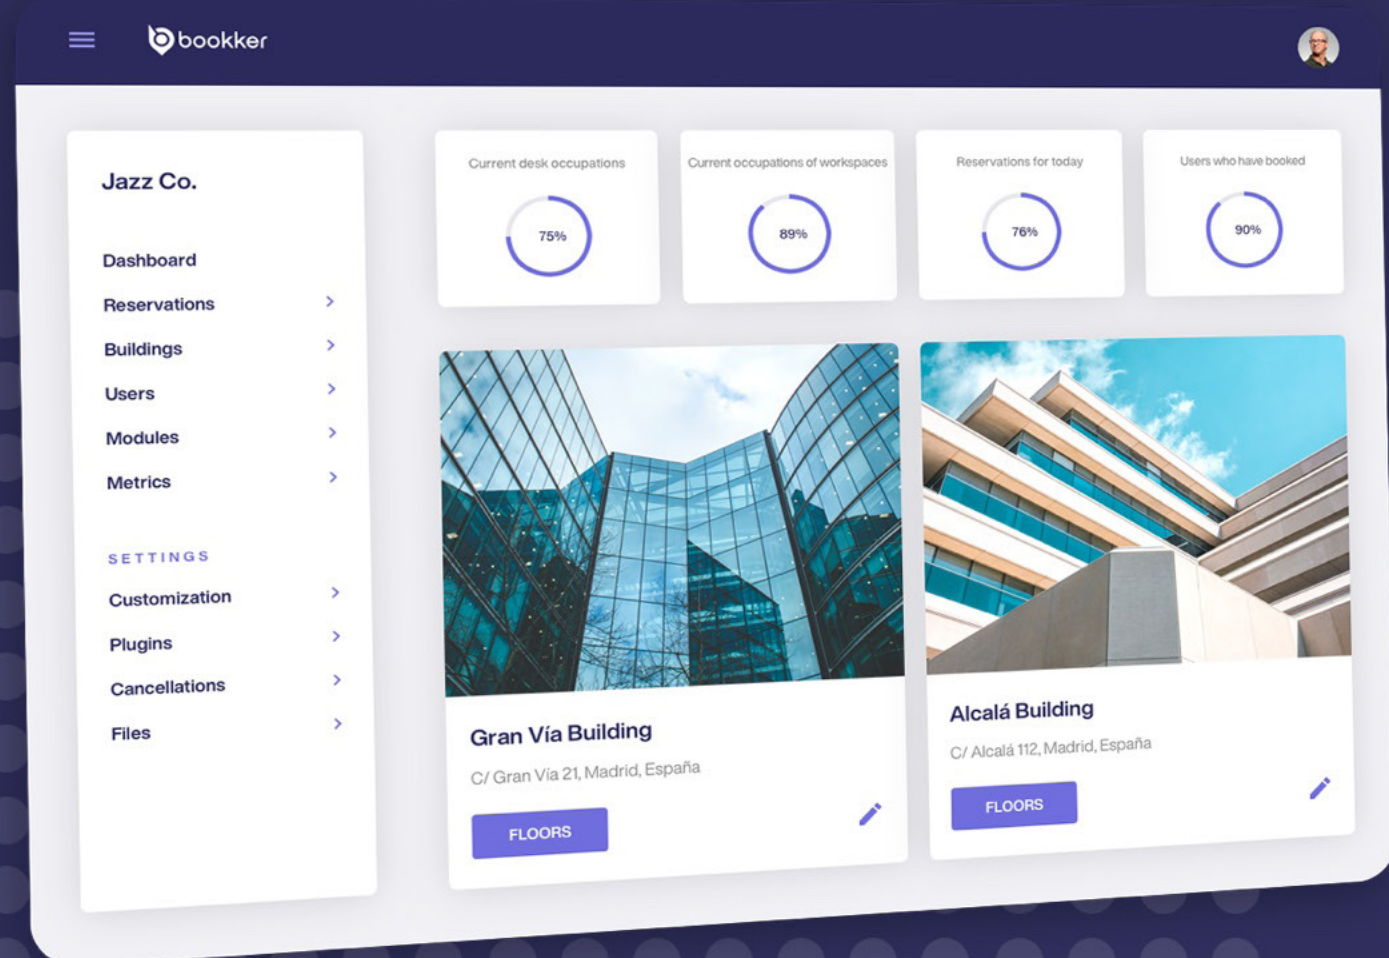 bookker
Jazz Co.
Dashboard
Reservations
Buildings
Users
Modules
Metrics
SETTINGS
Customization
Plugins
Cancellations
Files
Current desk occupations
75%
Current occupations of workspaces
89%
Reservations for today
76%
Users who have booked
90%
Gran Vía Building
C/ Gran Vía 21, Madrid, España
FLOORS
Alcalá Building
C/ Alcalá 112, Madrid, España
FLOORS